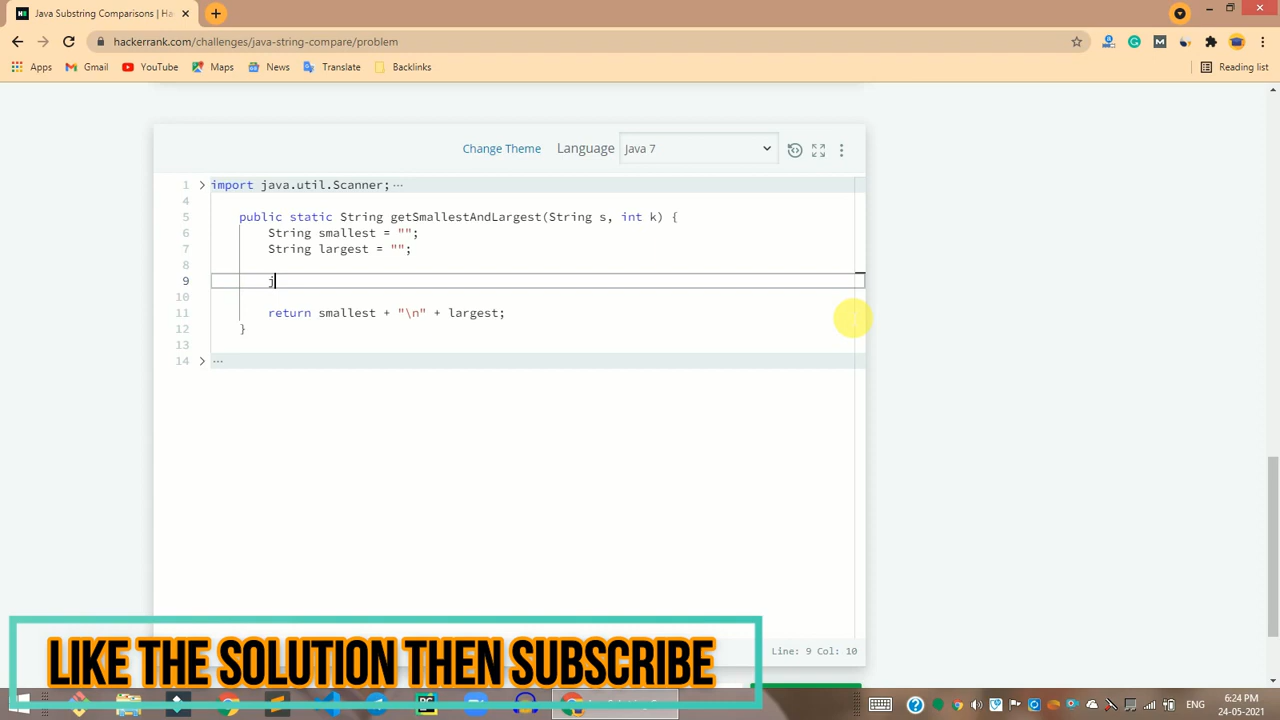 Java Substring Comparisons | Ha
hackerrank.com/challenges/java-string-compare/problem
Apps Gmail YouTube Maps News Translate Backlinks Reading list
Change Theme Language Java 7
1 import java.util.Scanner; ···
4
5 public static String getSmallestAndLargest(String s, int k) {
6 String smallest = "";
7 String largest = "";
8
9 j
10
11 return smallest + "\n" + largest;
12 }
13
14 ···
Line: 9 Col: 10
LIKE THE SOLUTION THEN SUBSCRIBE
ENG
6:24 PM
24-05-2021